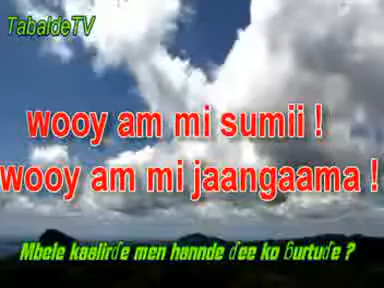 TabaldeTV
wooy am mi sumii !
wooy am mi jaangaama !
Mbele kaalirɗe men hannde ɗee ko ɓurtuɗe ?